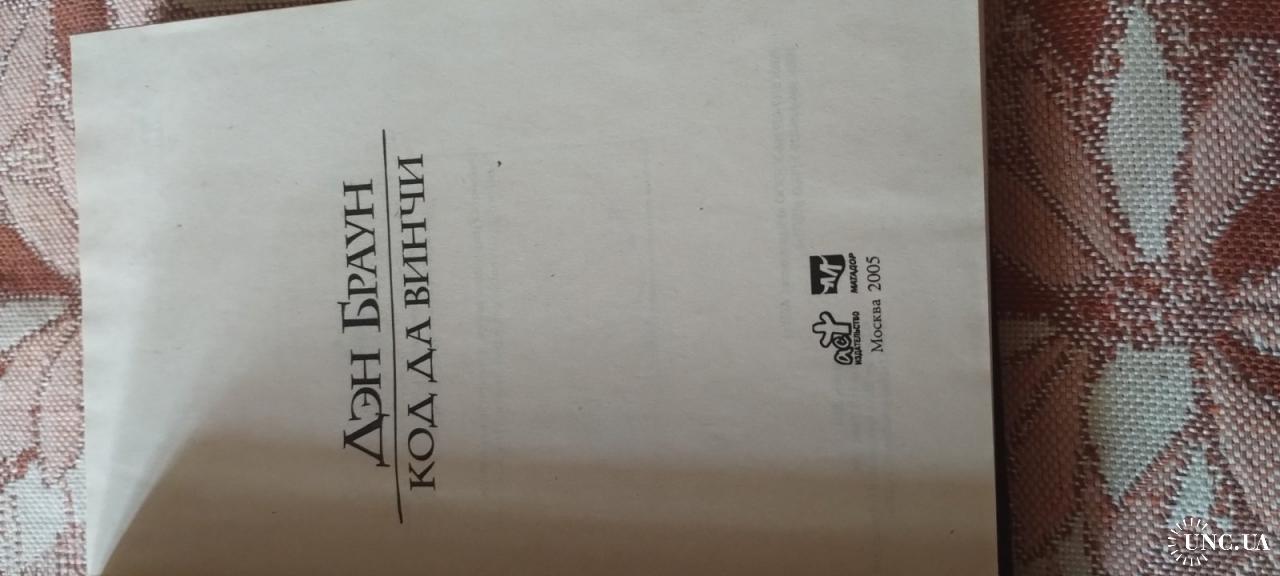 Дэн Браун
КОД ДА ВИНЧИ
аст
ИЗДАТЕЛЬСТВО
МАТАДОР
Москва 2005
UNC.UA